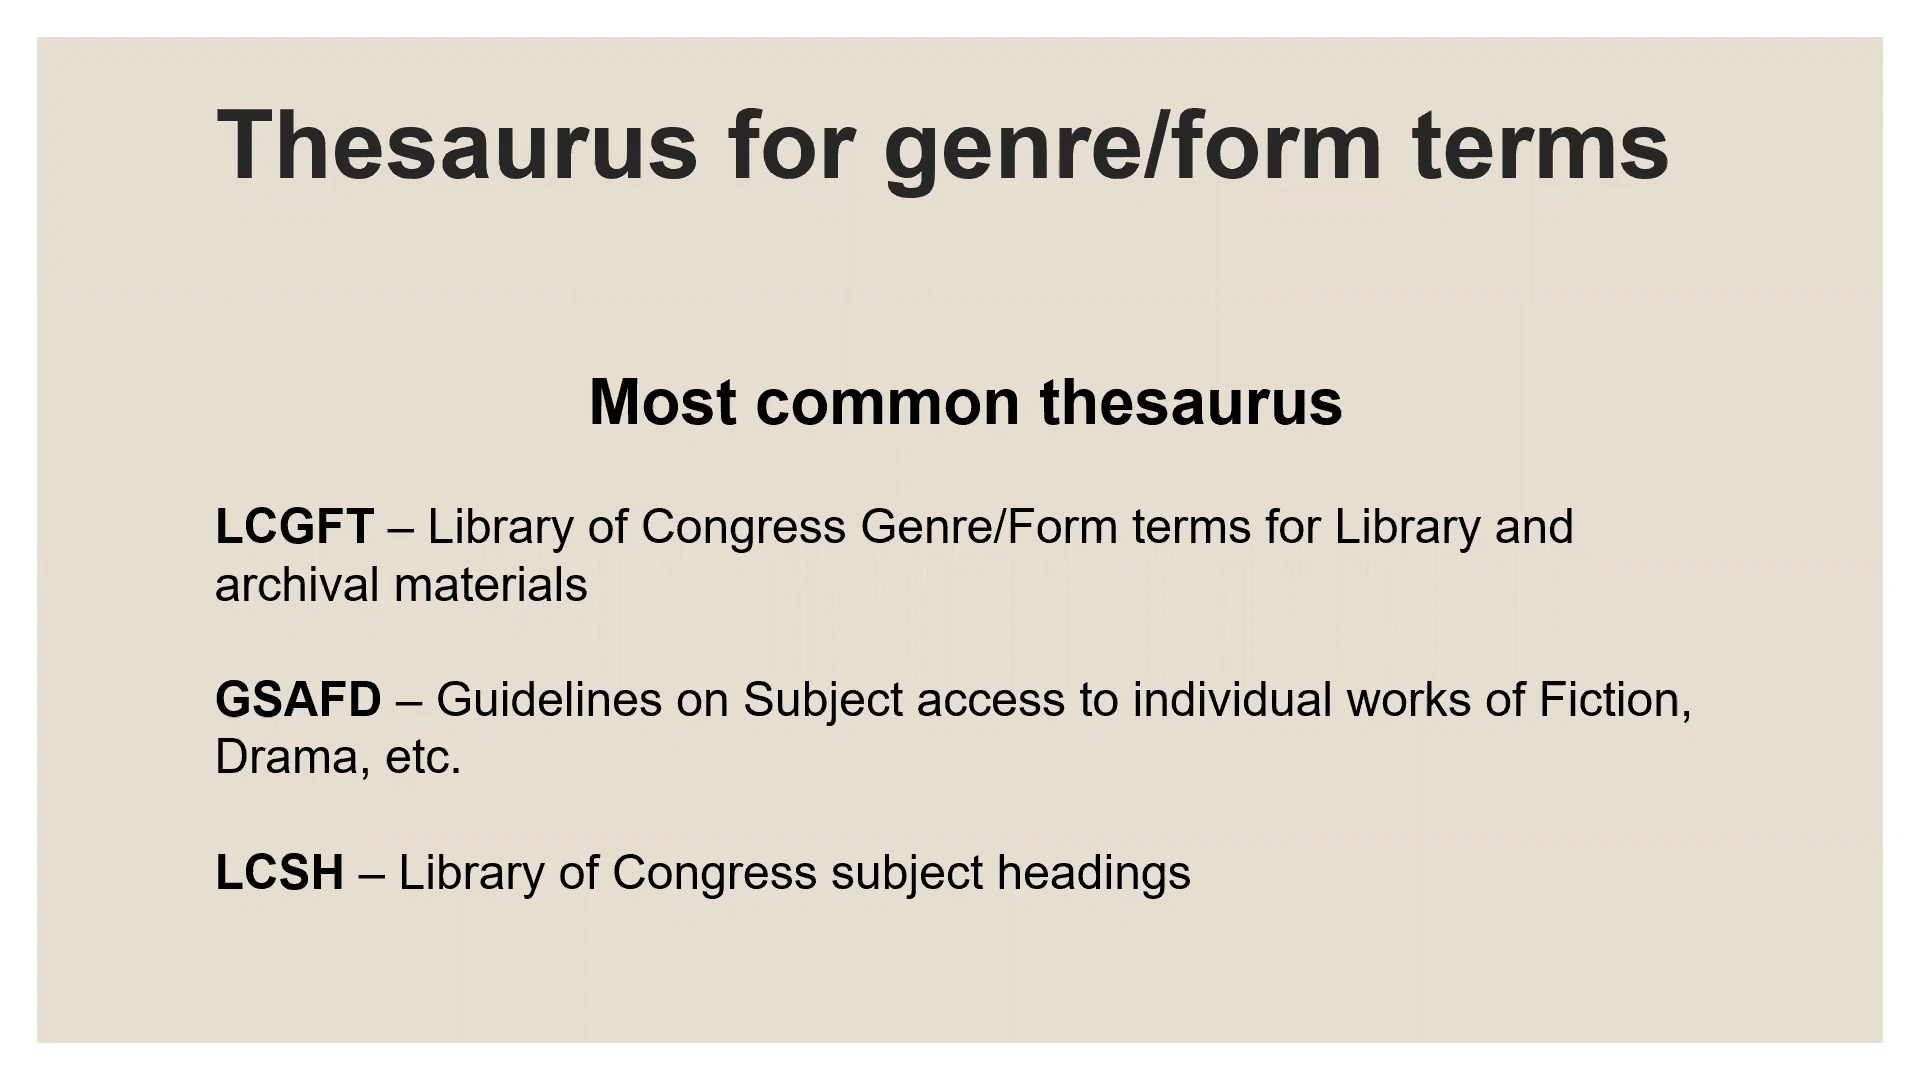 Thesaurus for genre/form terms
Most common thesaurus
LCGFT – Library of Congress Genre/Form terms for Library and
archival materials
GSAFD – Guidelines on Subject access to individual works of Fiction,
Drama, etc.
LCSH – Library of Congress subject headings